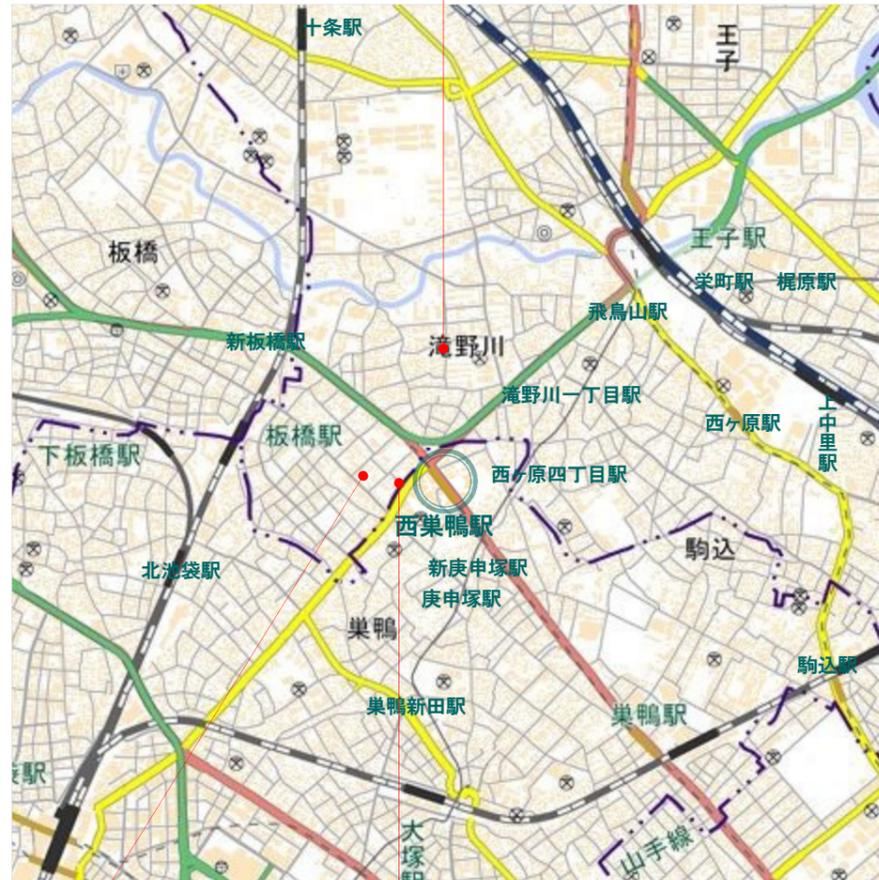 十条駅
王子
板橋
王子駅
栄町駅
梶原駅
飛鳥山駅
新板橋駅
滝野川
滝野川一丁目駅
上中里駅
西ヶ原駅
板橋駅
下板橋駅
西ヶ原四丁目駅
西巣鴨駅
駒込
北池袋駅
新庚申塚駅
庚申塚駅
巣鴨
駒込駅
巣鴨新田駅
巣鴨駅
駅
大塚駅
山手線